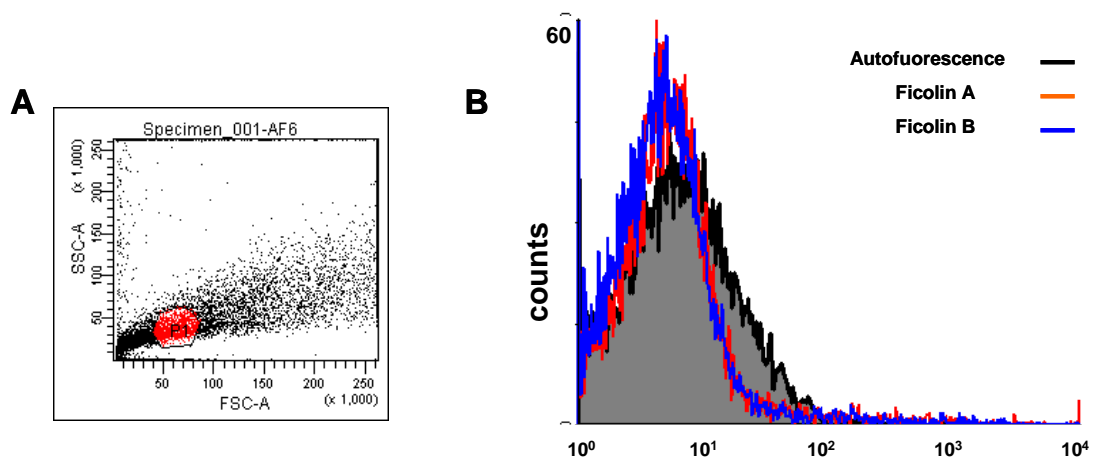 A
Specimen_001-AF6
SSC-A
(x 1,000)
250
200
150
100
50
P1
50 100 150 200 250
FSC-A
(x 1,000)
B
60
counts
Autofuorescence
Ficolin A
Ficolin B
10⁰ 10¹ 10² 10³ 10⁴